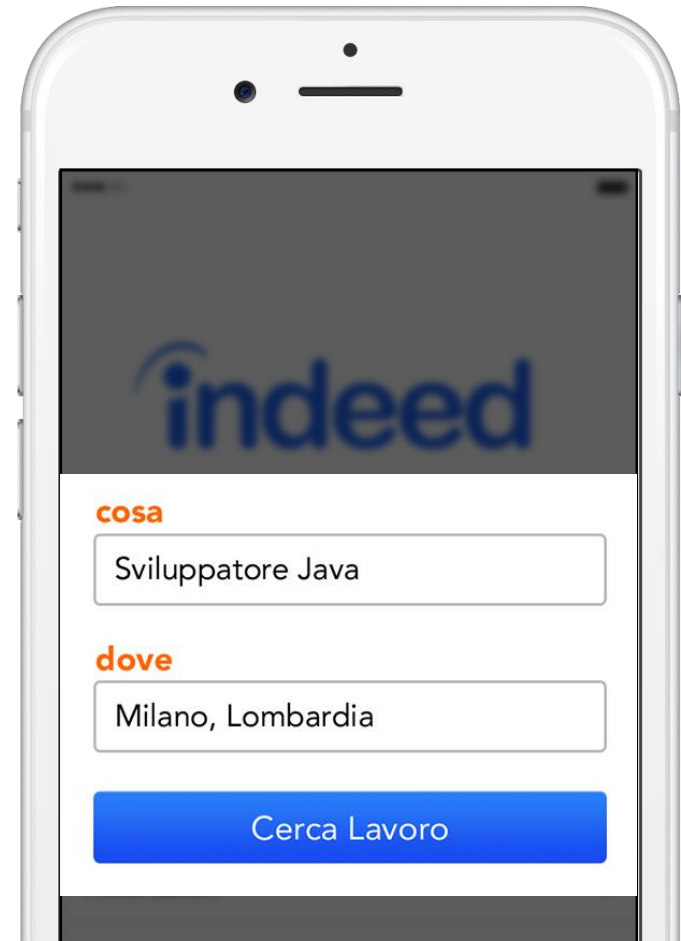 indeed
cosa
Sviluppatore Java
dove
Milano, Lombardia
Cerca Lavoro